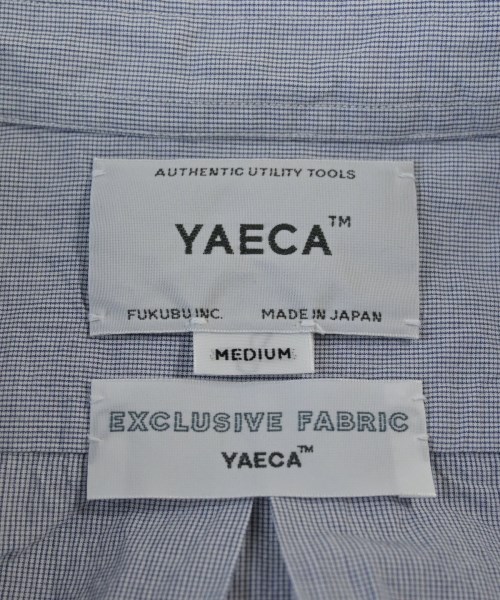 AUTHENTIC UTILITY TOOLS
YAECA™
FUKUBU INC. MADE IN JAPAN
MEDIUM
EXCLUSIVE FABRIC
YAECA™